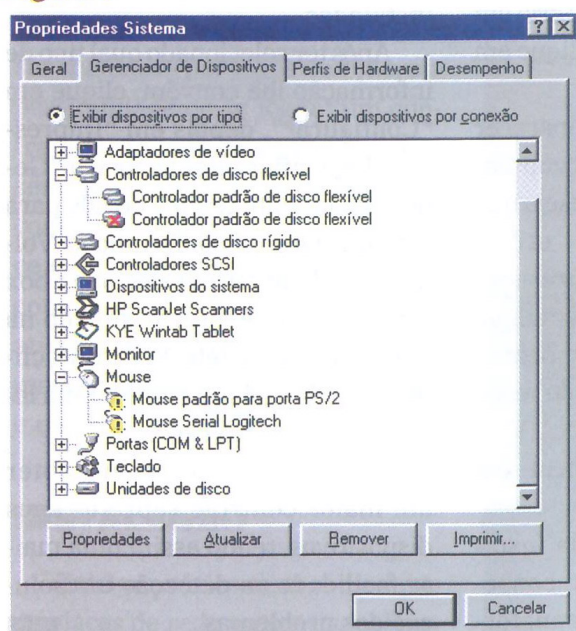 Propriedades Sistema
Geral
Gerenciador de Dispositivos
Perfis de Hardware
Desempenho
Exibir dispositivos por tipo
Exibir dispositivos por conexão
Adaptadores de vídeo
Controladores de disco flexível
Controlador padrão de disco flexível
Controlador padrão de disco flexível
Controladores de disco rígido
Controladores SCSI
Dispositivos do sistema
HP ScanJet Scanners
KYE Wintab Tablet
Monitor
Mouse
Mouse padrão para porta PS/2
Mouse Serial Logitech
Portas (COM & LPT)
Teclado
Unidades de disco
Propriedades
Atualizar
Remover
Imprimir...
OK
Cancelar